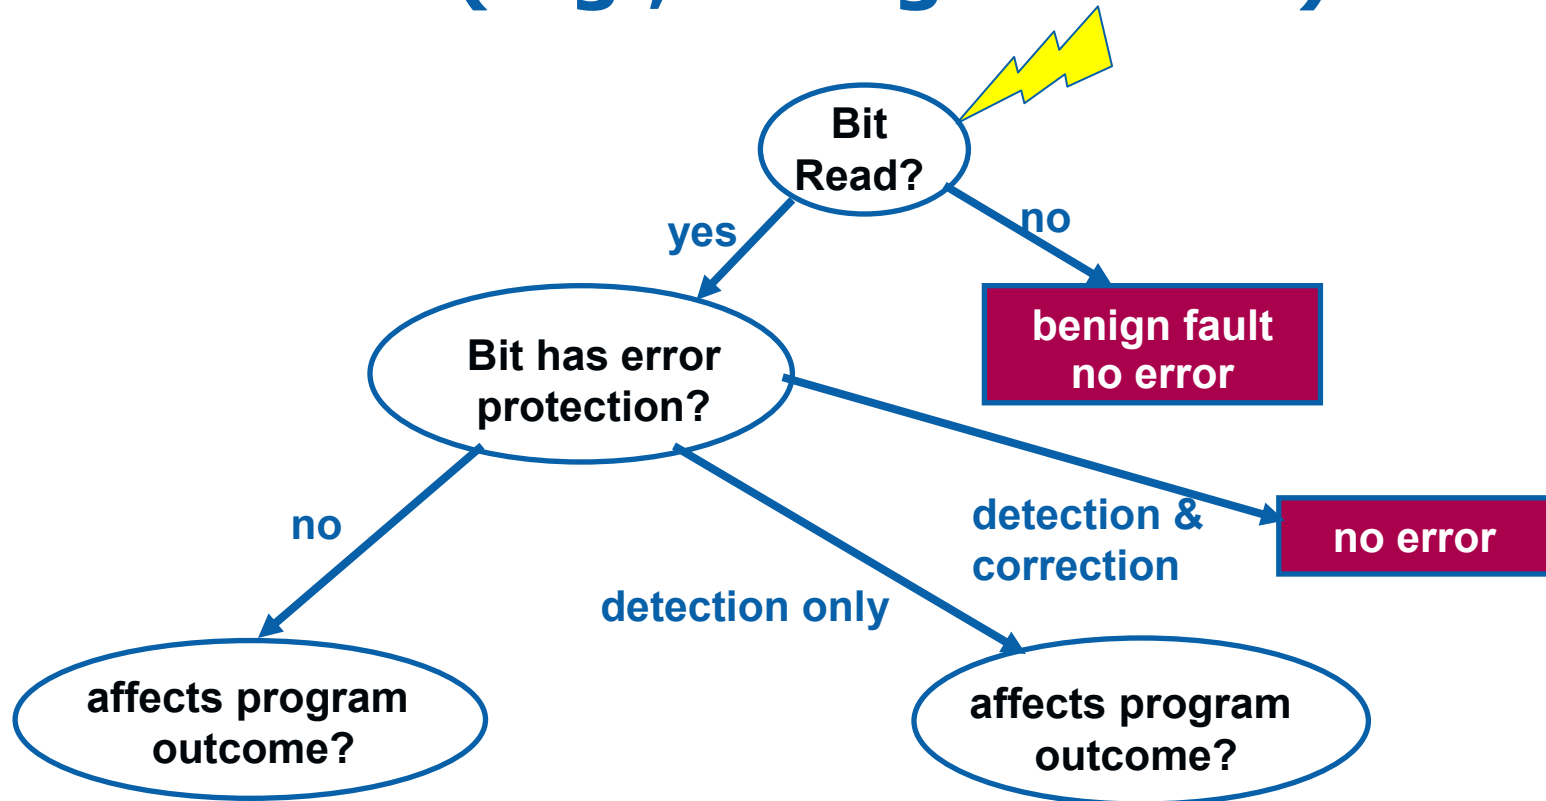 Bit
Read?
yes
no
benign fault
no error
Bit has error
protection?
no
detection only
detection &
correction
no error
affects program
outcome?
affects program
outcome?